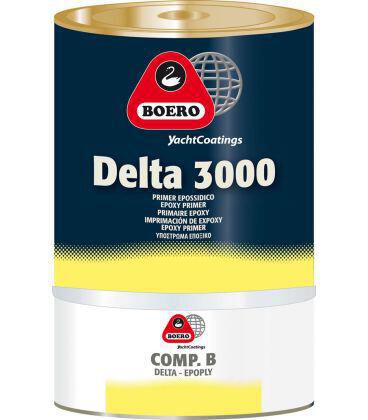 BOERO
YachtCoatings
Delta 3000
PRIMER EPOSSIDICO
EPOXY PRIMER
PRIMAIRE EPOXY
IMPRIMACIÓN DE EXPOXY
EPOXY PRIMER
ΥΠΟΣΤΡΩΜΑ ΕΠΟΞΙΚΟ
BOERO
YachtCoatings
COMP. B
DELTA - EPOPLY